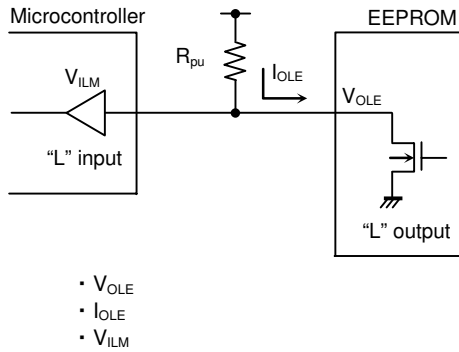 Microcontroller
EEPROM
R_pu
I_OLE
V_ILM
V_OLE
“L” input
“L” output
・V_OLE
・I_OLE
・V_ILM